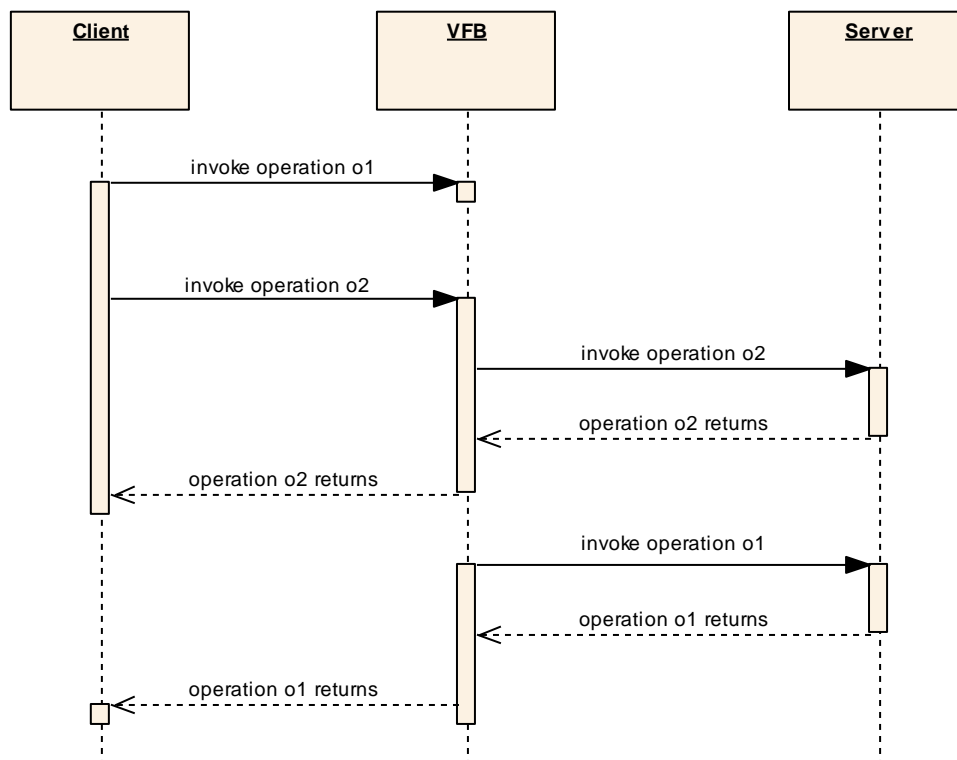 Client
VFB
Server
invoke operation o1
invoke operation o2
invoke operation o2
operation o2 returns
operation o2 returns
invoke operation o1
operation o1 returns
operation o1 returns